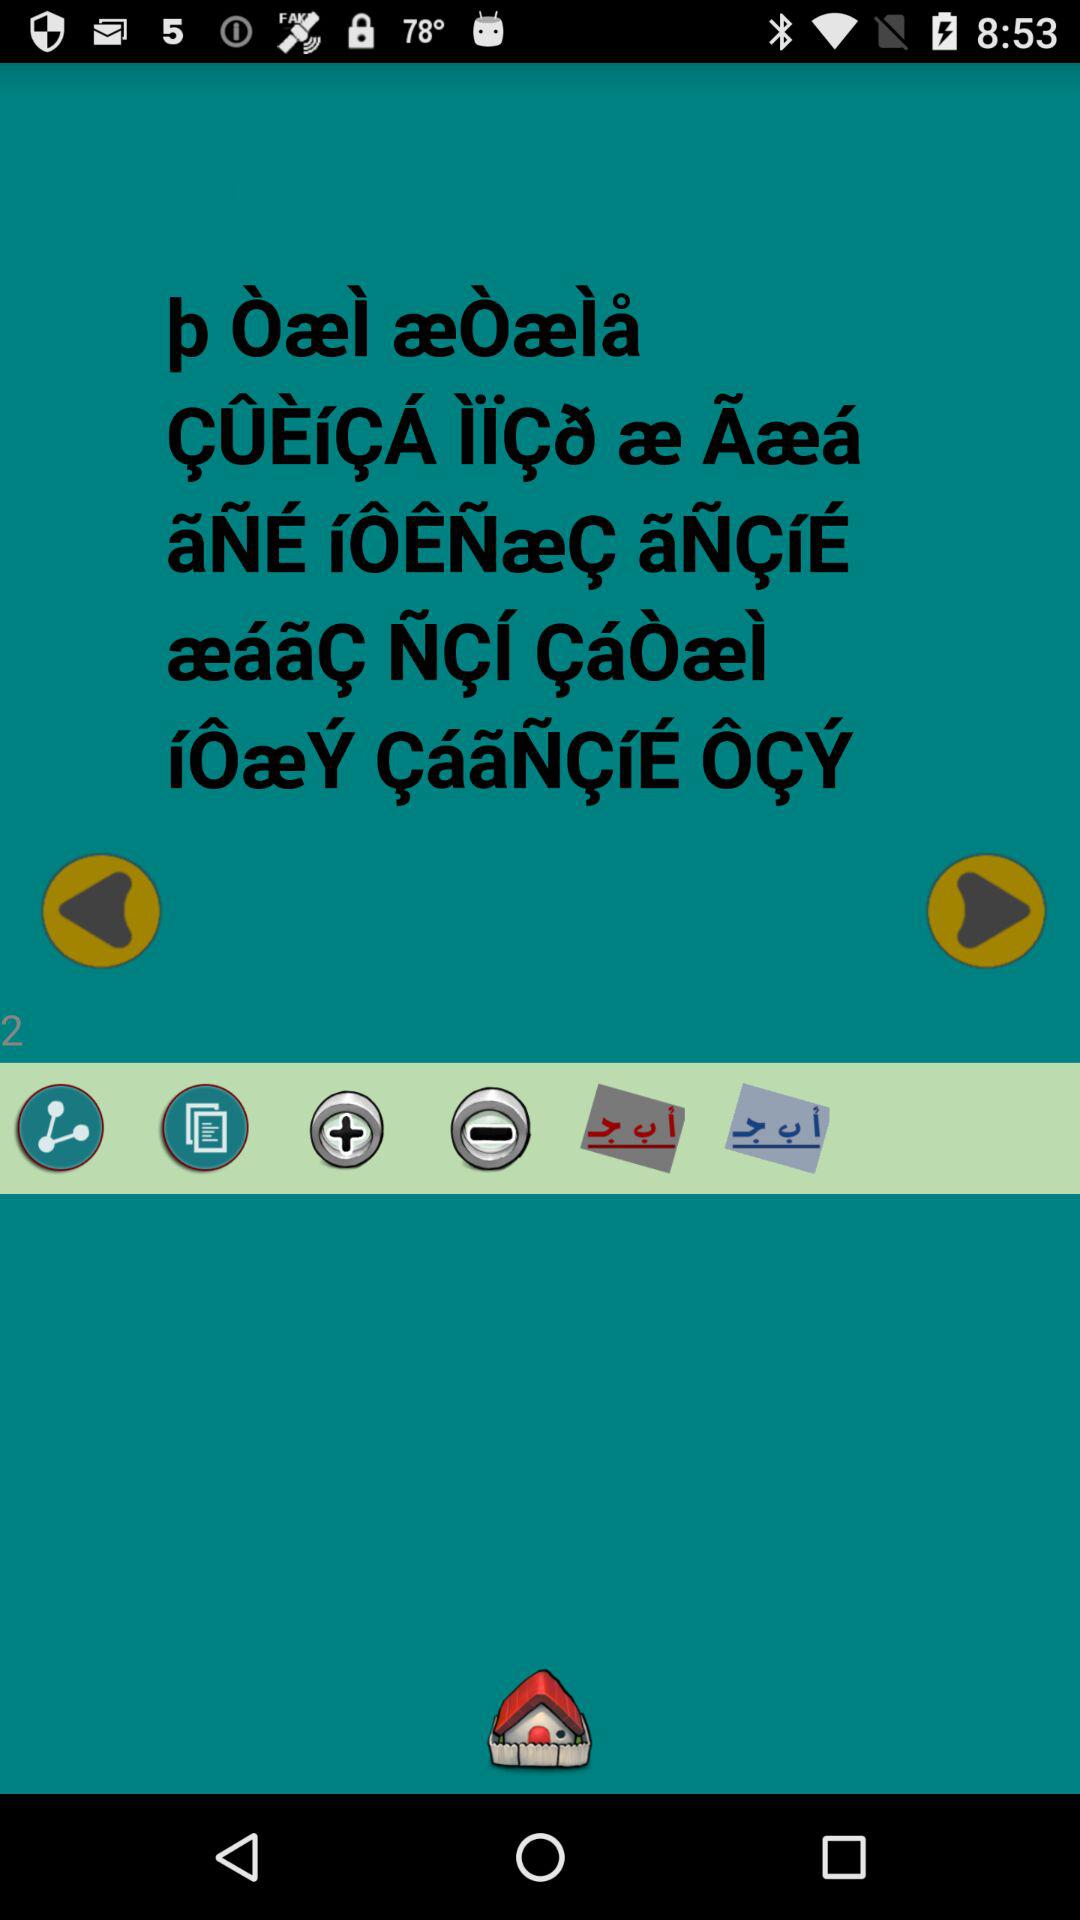 5 FAKE 78° 8:53
þ ÒæÌ æÒæÌå
ÇÛÈíÇÁ ÌÏÇð æ Ãæá
ãÑÉ íÔÊÑæÇ ãÑÇíÉ
æáãÇ ÑÇÍ ÇáÒæÌ
íÔæÝ ÇáãÑÇíÉ ÔÇÝ
2
أ ب جـ أ ب جـ